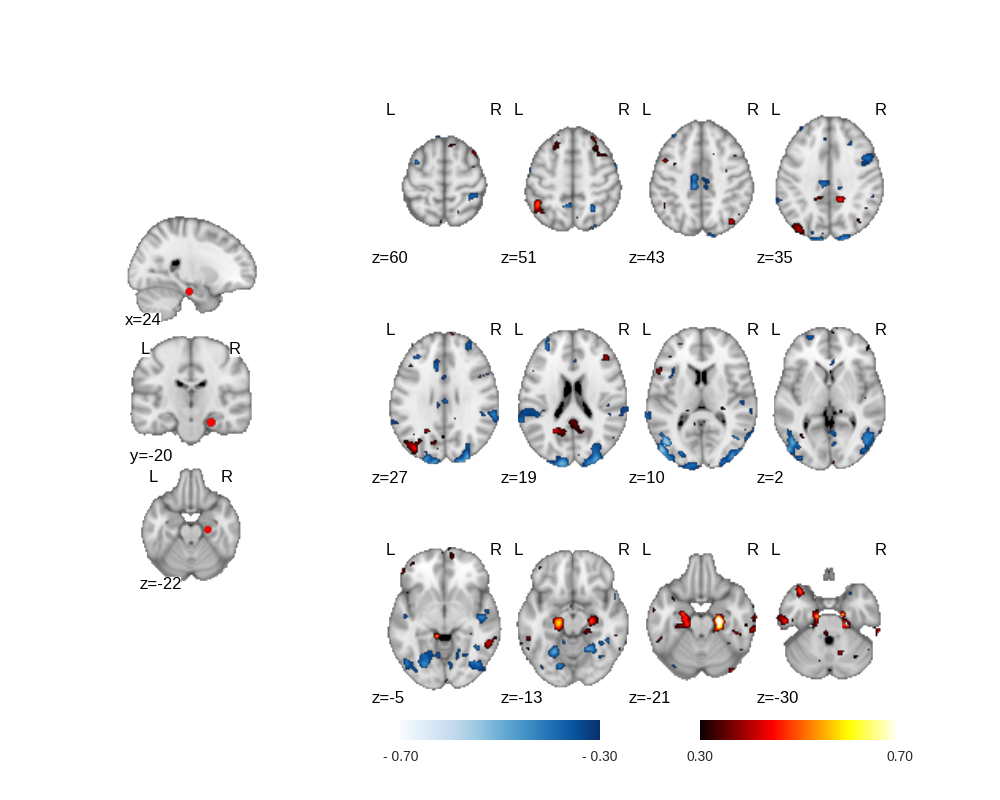 L R L R L R L R
z=60 z=51 z=43 z=35
x=24
L R
y=-20
L R
z=-22
L R L R L R L R
z=27 z=19 z=10 z=2
L R L R L R L R
z=-5 z=-13 z=-21 z=-30
- 0.70 - 0.30 0.30 0.70